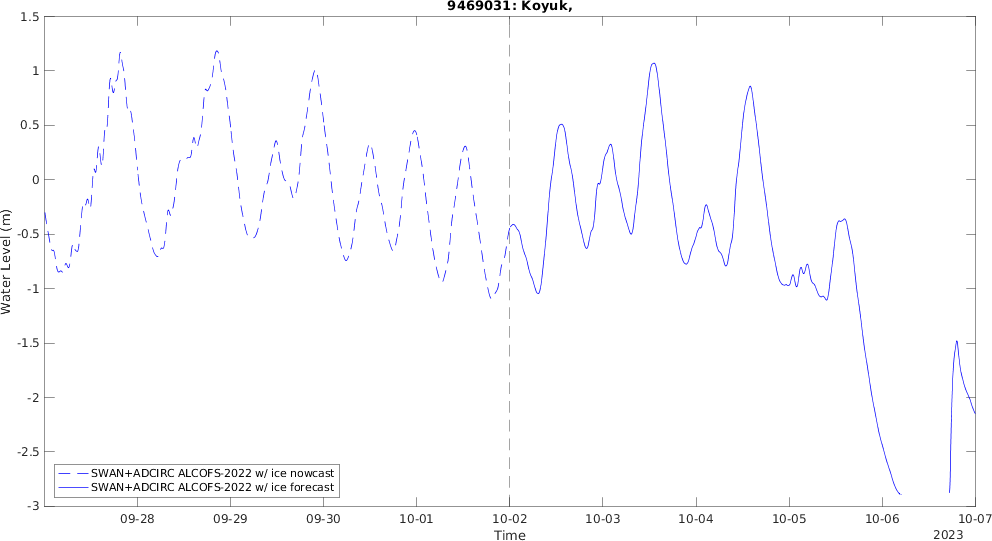 9469031: Koyuk,
1.5
1
0.5
0
-0.5
-1
-1.5
-2
-2.5
-3
Water Level (m)
SWAN+ADCIRC ALCOFS-2022 w/ ice nowcast
SWAN+ADCIRC ALCOFS-2022 w/ ice forecast
09-28 09-29 09-30 10-01 10-02 10-03 10-04 10-05 10-06 10-07
Time
2023